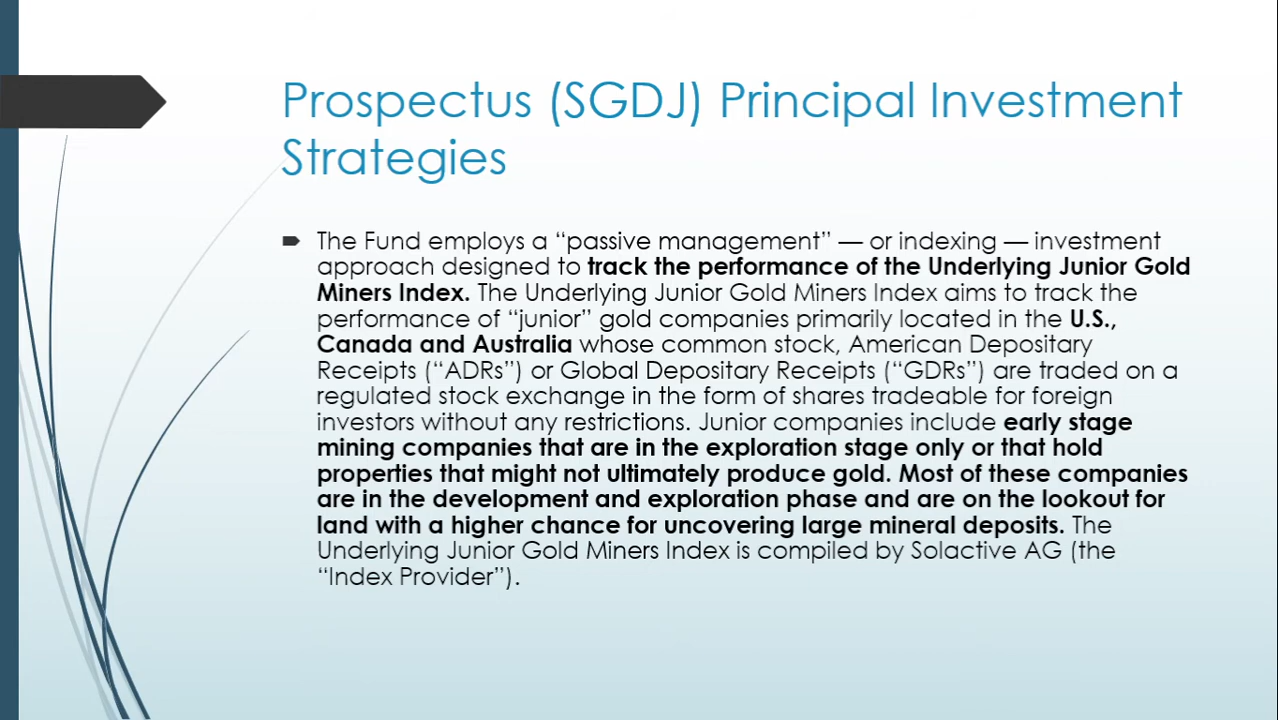 Prospectus (SGDJ) Principal Investment
Strategies
The Fund employs a “passive management” — or indexing — investment
approach designed to track the performance of the Underlying Junior Gold
Miners Index. The Underlying Junior Gold Miners Index aims to track the
performance of “junior” gold companies primarily located in the U.S.,
Canada and Australia whose common stock, American Depositary
Receipts (“ADRs”) or Global Depositary Receipts (“GDRs”) are traded on a
regulated stock exchange in the form of shares tradeable for foreign
investors without any restrictions. Junior companies include early stage
mining companies that are in the exploration stage only or that hold
properties that might not ultimately produce gold. Most of these companies
are in the development and exploration phase and are on the lookout for
land with a higher chance for uncovering large mineral deposits. The
Underlying Junior Gold Miners Index is compiled by Solactive AG (the
“Index Provider”).